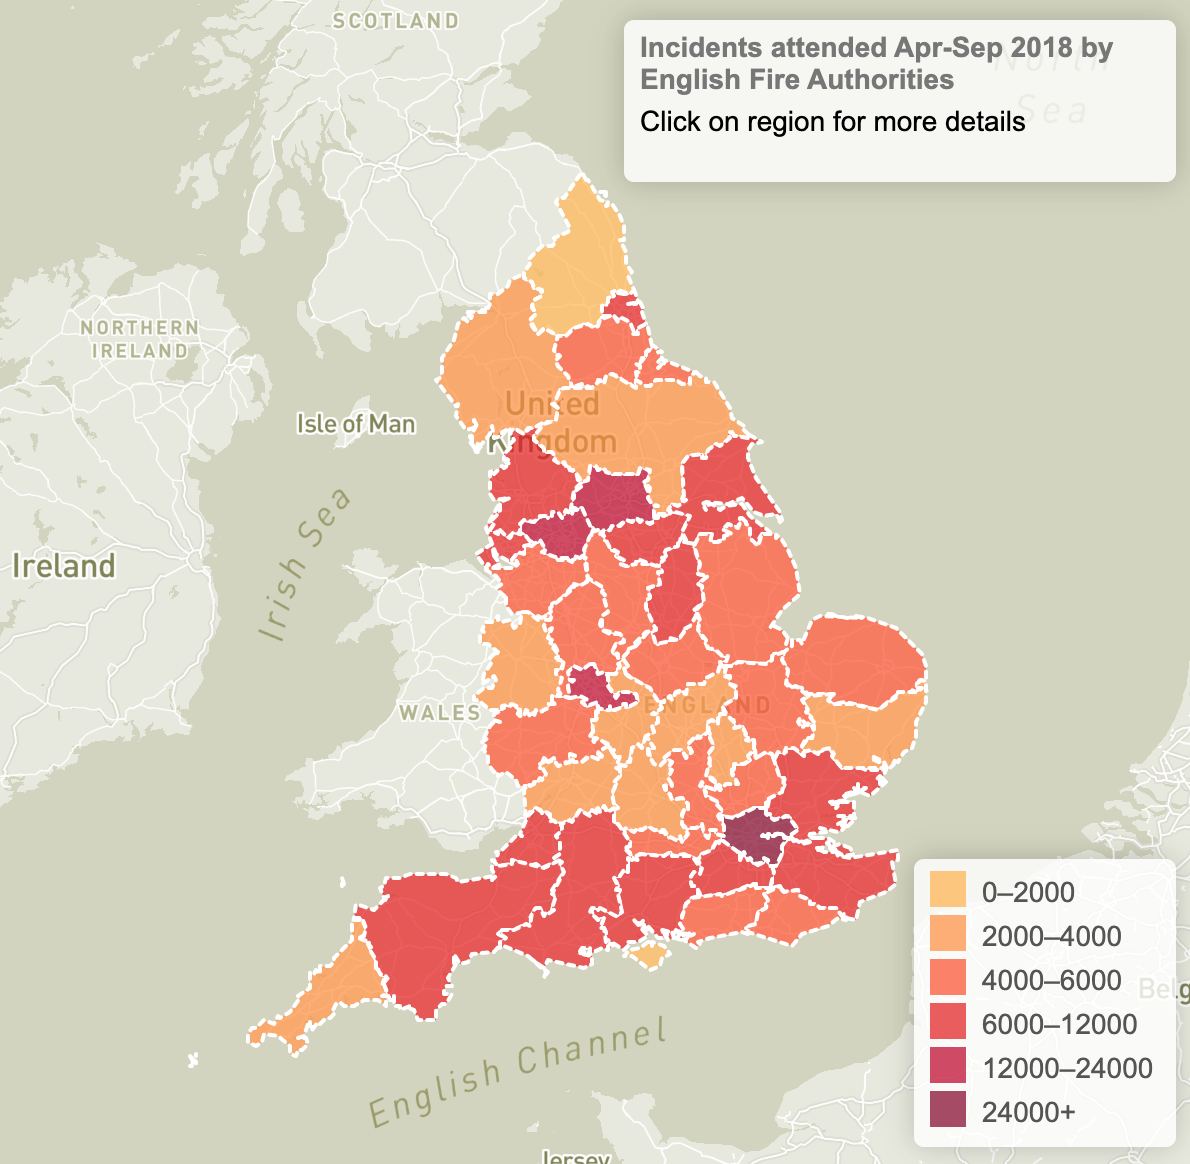 SCOTLAND
Incidents attended Apr-Sep 2018 by
English Fire Authorities
Click on region for more details
North
Sea
NORTHERN
IRELAND
Isle of Man
United
Kingdom
Irish Sea
Ireland
WALES
ENGLAND
0–2000
2000–4000
4000–6000
6000–12000
12000–24000
24000+
Belg
English Channel
Jersey